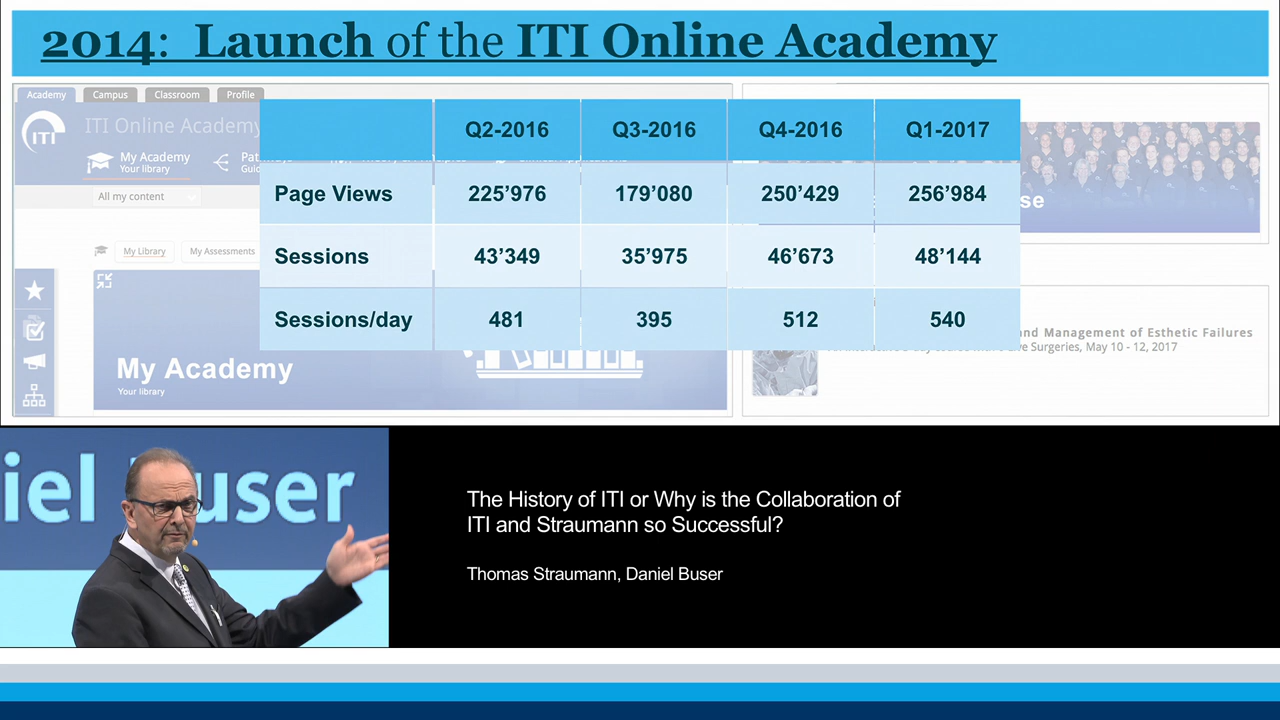 2014:  Launch of the ITI Online Academy
Academy Campus Classroom Profile
ITI
ITI Online Academy
My Academy
Your library
All my content
My Library My Assessments
Q2-2016 Q3-2016 Q4-2016 Q1-2017
Page Views 225’976 179’080 250’429 256’984
Sessions 43’349 35’975 46’673 48’144
Sessions/day 481 395 512 540
My Academy
Your library
se
and Management of Esthetic Failures
Surgeries, May 10 - 12, 2017
iel Buser
The History of ITI or Why is the Collaboration of
ITI and Straumann so Successful?
Thomas Straumann, Daniel Buser